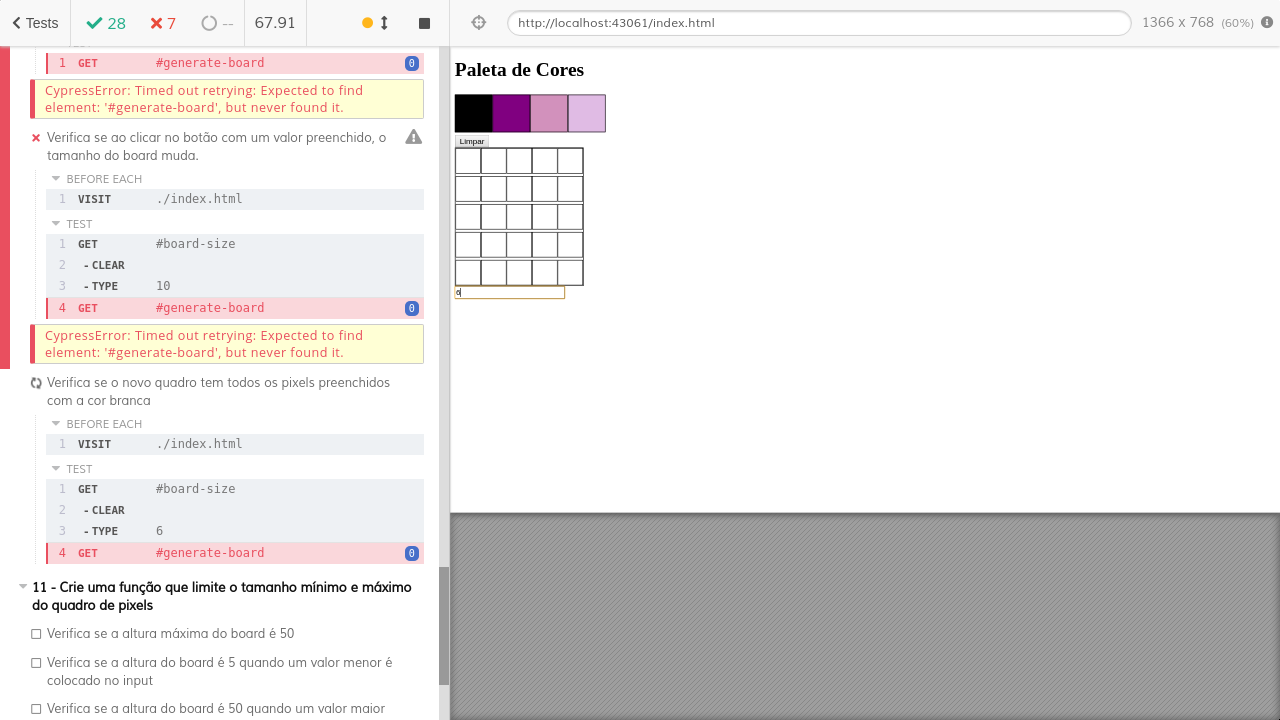 Tests
28
7
--
67.91
http://localhost:43061/index.html
1366 x 768 (60%)
1 GET #generate-board 0
CypressError: Timed out retrying: Expected to find
element: '#generate-board', but never found it.
Verifica se ao clicar no botão com um valor preenchido, o
tamanho do board muda.
BEFORE EACH
1 VISIT ./index.html
TEST
1 GET #board-size
2 -CLEAR
3 -TYPE 10
4 GET #generate-board 0
CypressError: Timed out retrying: Expected to find
element: '#generate-board', but never found it.
Verifica se o novo quadro tem todos os pixels preenchidos
com a cor branca
BEFORE EACH
1 VISIT ./index.html
TEST
1 GET #board-size
2 -CLEAR
3 -TYPE 6
4 GET #generate-board 0
11 - Crie uma função que limite o tamanho mínimo e máximo
do quadro de pixels
Verifica se a altura máxima do board é 50
Verifica se a altura do board é 5 quando um valor menor é
colocado no input
Verifica se a altura do board é 50 quando um valor maior
Paleta de Cores
Limpar
6